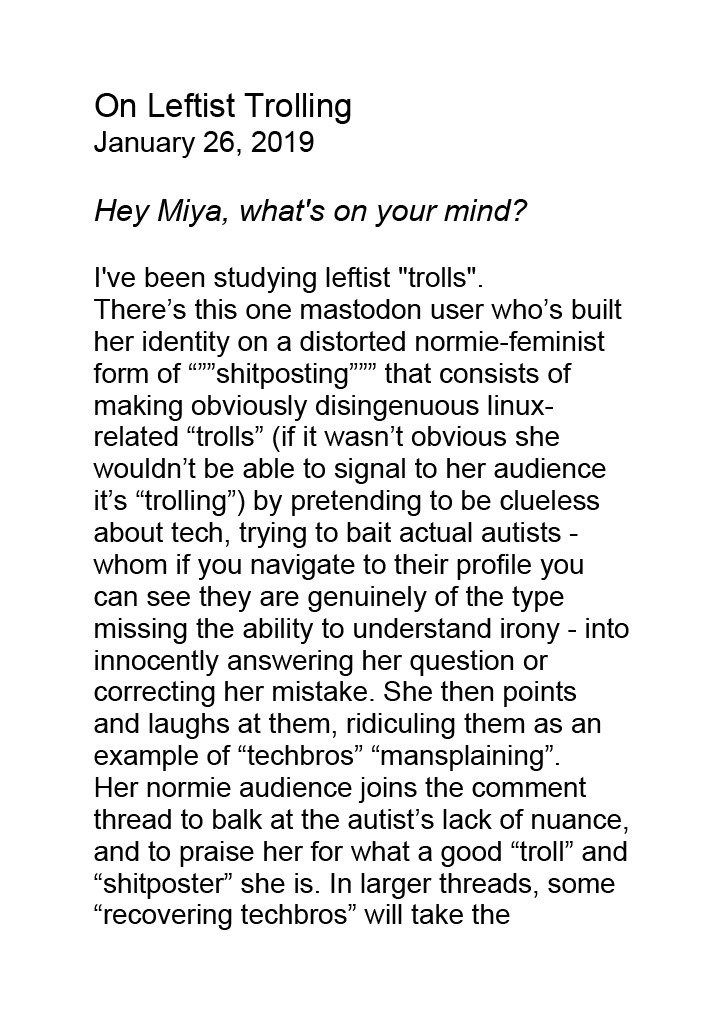 On Leftist Trolling
January 26, 2019
Hey Miya, what's on your mind?
I've been studying leftist "trolls".
There’s this one mastodon user who’s built
her identity on a distorted normie-feminist
form of “””shitposting””” that consists of
making obviously disingenuous linux-
related “trolls” (if it wasn’t obvious she
wouldn’t be able to signal to her audience
it’s “trolling”) by pretending to be clueless
about tech, trying to bait actual autists -
whom if you navigate to their profile you
can see they are genuinely of the type
missing the ability to understand irony - into
innocently answering her question or
correcting her mistake. She then points
and laughs at them, ridiculing them as an
example of “techbros” “mansplaining”.
Her normie audience joins the comment
thread to balk at the autist’s lack of nuance,
and to praise her for what a good “troll” and
“shitposter” she is. In larger threads, some
“recovering techbros” will take the